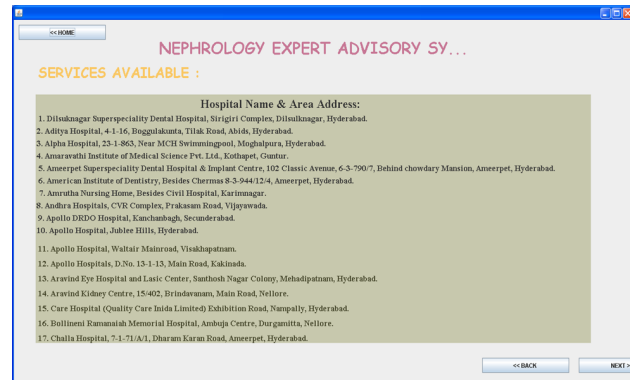 << HOME
NEPHROLOGY EXPERT ADVISORY SY...
SERVICES AVAILABLE :
Hospital Name & Area Address:
1. Dilsuknagar Superspeciality Dental Hospital, Sirigiri Complex, Dilsulknagar, Hyderabad.
2. Aditya Hospital, 4-1-16, Boggulakunta, Tilak Road, Abids, Hyderabad.
3. Alpha Hospital, 23-1-863, Near MCH Swimmingpool, Moghalpura, Hyderabad.
4. Amaravathi Institute of Medical Science Pvt. Ltd., Kothapet, Guntur.
5. Ameerpet Superspeciality Dental Hospital & Implant Centre, 102 Classic Avenue, 6-3-790/7, Behind chowdary Mansion, Ameerpet, Hyderabad.
6. American Institute of Dentistry, Besides Chermas 8-3-944/12/4, Ameerpet, Hyderabad.
7. Amrutha Nursing Home, Besides Civil Hospital, Karimnagar.
8. Andhra Hospitals, CVR Complex, Prakasam Road, Vijayawada.
9. Apollo DRDO Hospital, Kanchanbagh, Secunderabad.
10. Apollo Hospital, Jublee Hills, Hyderabad.
11. Apollo Hospital, Waltair Mainroad, Visakhapatnam.
12. Apollo Hospitals, D.No. 13-1-13, Main Road, Kakinada.
13. Aravind Eye Hospital and Lasic Center, Santhosh Nagar Colony, Mehadipatnam, Hyderabad.
14. Aravind Kidney Centre, 15/402, Brindavanam, Main Road, Nellore.
15. Care Hospital (Quality Care Inida Limited) Exhibition Road, Nampally, Hyderabad.
16. Bollineni Ramanaiah Memorial Hospital, Ambuja Centre, Durgamitta, Nellore.
17. Challa Hospital, 7-1-71/A/1, Dharam Karan Road, Ameerpet, Hyderabad.
<< BACK
NEXT >